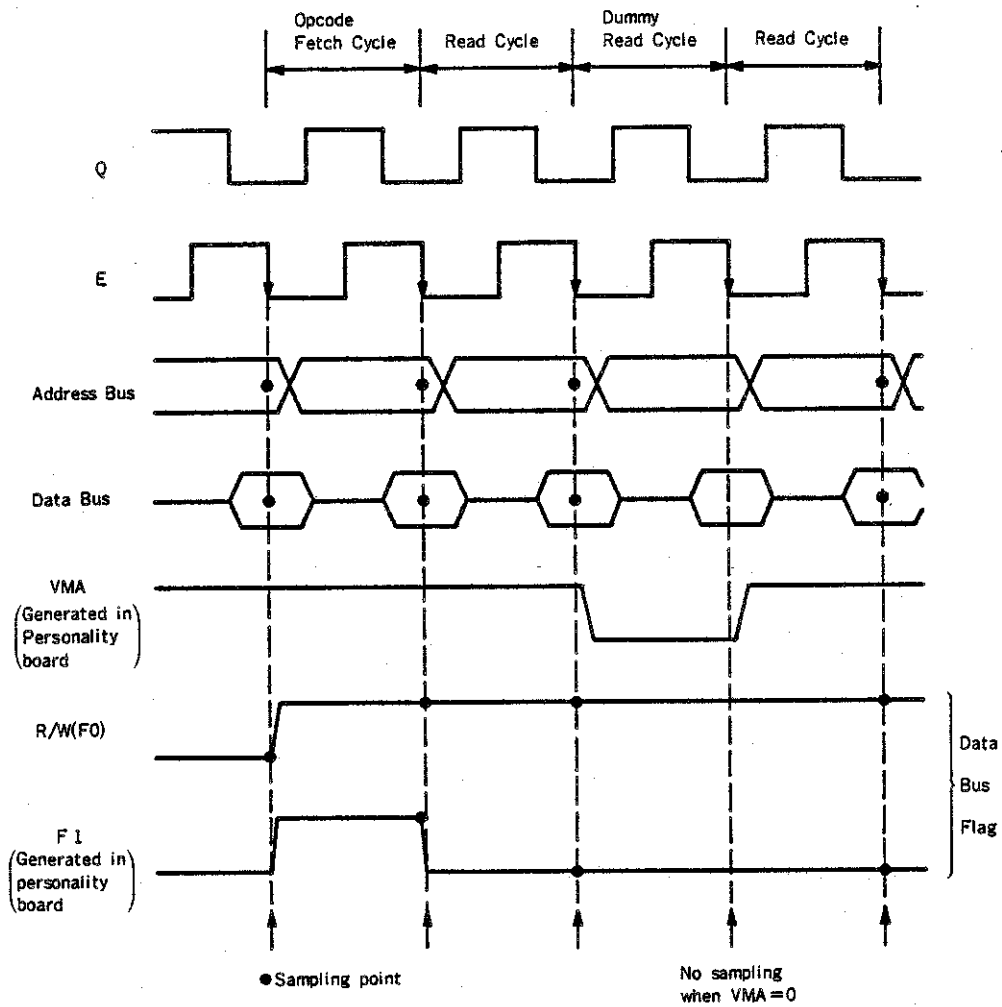 Opcode
Fetch Cycle
Read Cycle
Dummy
Read Cycle
Read Cycle
Q
E
Address Bus
Data Bus
VMA
(Generated in
Personality
board)
R/W(F0)
F1
(Generated in
personality
board)
Data
Bus
Flag
●Sampling point
No sampling
when VMA=0